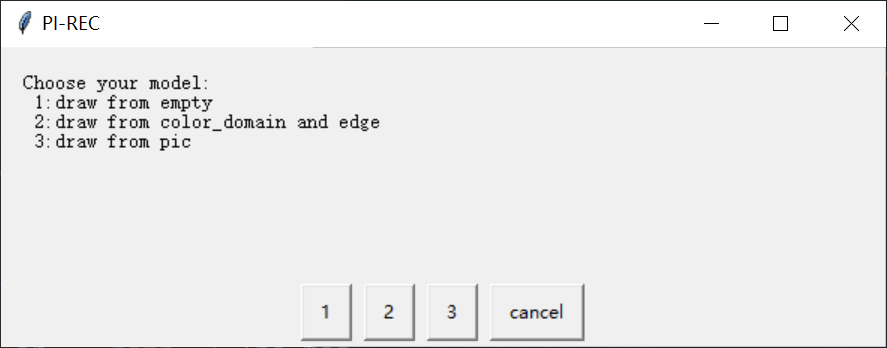 PI-REC
Choose your model:
1:draw from empty
2:draw from color_domain and edge
3:draw from pic
1 2 3 cancel